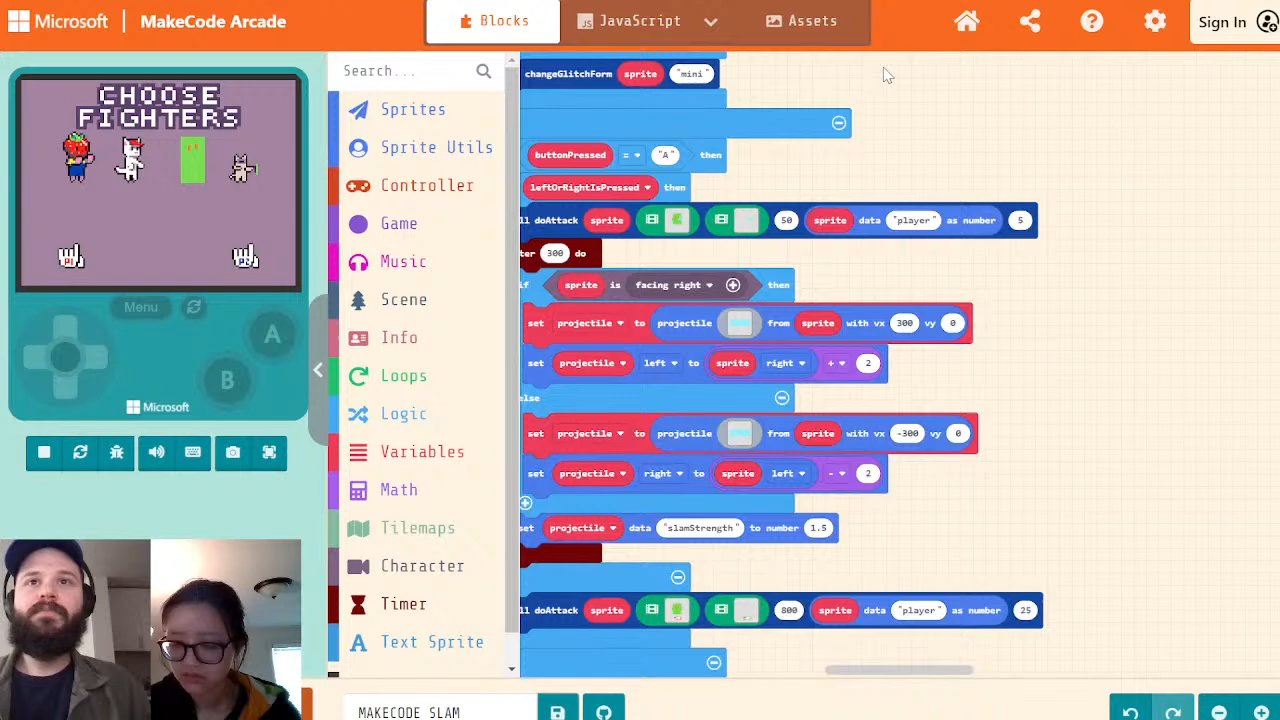 Microsoft MakeCode Arcade
Blocks
JavaScript
Assets
Sign In
CHOOSE
FIGHTERS
P1
Menu
A
B
Microsoft
Search...
Sprites
Sprite Utils
Controller
Game
Music
Scene
Info
Loops
Logic
Variables
Math
Tilemaps
Character
Timer
Text Sprite
changeGlitchForm sprite "mini"
buttonPressed = "A" then
leftOrRightIsPressed then
ll doAttack sprite 50 sprite data "player" as number 5
ter 300 do
if sprite is facing right then
set projectile to projectile from sprite with vx 300 vy 0
set projectile left to sprite right + 2
else
set projectile to projectile from sprite with vx -300 vy 0
set projectile right to sprite left - 2
set projectile data "slamStrength" to number 1.5
ll doAttack sprite 800 sprite data "player" as number 25
MAKECODE SLAM